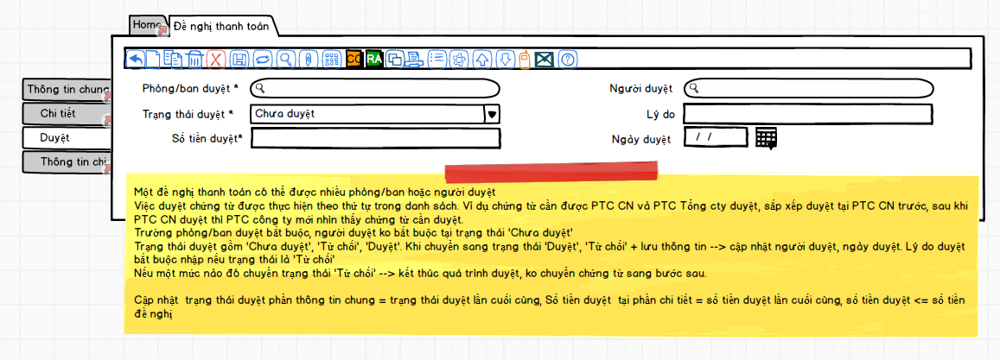 Home
Đề nghị thanh toán
CC
RA
Thông tin chung
Chi tiết
Duyệt
Thông tin chi
Phòng/ban duyệt *
Người duyệt
Trạng thái duyệt *
Chưa duyệt
Lý do
Số tiền duyệt*
Ngày duyệt
/ /
Một đề nghị thanh toán có thể được nhiều phòng/ban hoặc người duyệt
Việc duyệt chứng từ được thực hiện theo thứ tự trong danh sách. Ví dụ chứng từ cần được PTC CN và PTC Tổng cty duyệt, sắp xếp duyệt tại PTC CN trước, sau khi
PTC CN duyệt thì PTC công ty mới nhìn thấy chứng từ cần duyệt.
Trường phòng/ban duyệt bắt buộc, người duyệt ko bắt buộc tại trạng thái 'Chưa duyệt'
Trạng thái duyệt gồm 'Chưa duyệt', 'Từ chối', 'Duyệt'. Khi chuyển sang trạng thái 'Duyệt', 'Từ chối' + lưu thông tin --> cập nhật người duyệt, ngày duyệt. Lý do duyệt
bắt buộc nhập nếu trạng thái là 'Từ chối'
Nếu một mức nào đó chuyển trạng thái 'Từ chối' --> kết thúc quá trình duyệt, ko chuyển chứng từ sang bước sau.
Cập nhật trạng thái duyệt phần thông tin chung = trạng thái duyệt lần cuối cùng, Số tiền duyệt tại phần chi tiết = số tiền duyệt lần cuối cùng, số tiền duyệt <= số tiền
đề nghị